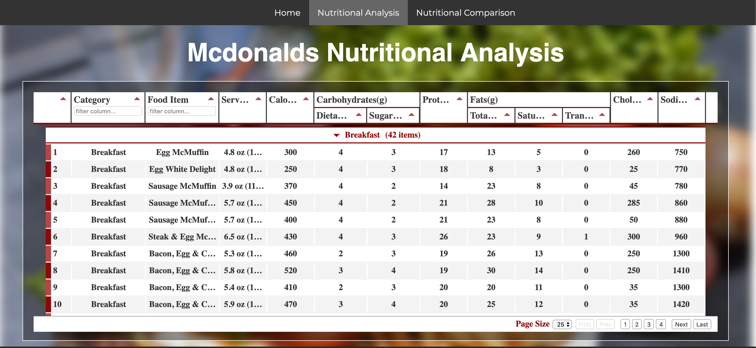 Home Nutritional Analysis Nutritional Comparison
Mcdonalds Nutritional Analysis
Category Food Item Serv... Calo... Carbohydrates(g) Prot... Fats(g) Chol... Sodi...
filter column... filter column... Dieta... Sugar... Tota... Satu... Tran...
Breakfast (42 items)
1 Breakfast Egg McMuffin 4.8 oz (1... 300 4 3 17 13 5 0 260 750
2 Breakfast Egg White Delight 4.8 oz (1... 250 4 3 18 8 3 0 25 770
3 Breakfast Sausage McMuffin 3.9 oz (11... 370 4 2 14 23 8 0 45 780
4 Breakfast Sausage McMuf... 5.7 oz (1... 450 4 2 21 28 10 0 285 860
5 Breakfast Sausage McMuf... 5.7 oz (1... 400 4 2 21 23 8 0 50 880
6 Breakfast Steak & Egg Mc... 6.5 oz (1... 430 4 3 26 23 9 1 300 960
7 Breakfast Bacon, Egg & C... 5.3 oz (1... 460 2 3 19 26 13 0 250 1300
8 Breakfast Bacon, Egg & C... 5.8 oz (1... 520 3 4 19 30 14 0 250 1410
9 Breakfast Bacon, Egg & C... 5.4 oz (1... 410 2 3 20 20 11 0 35 1300
10 Breakfast Bacon, Egg & C... 5.9 oz (1... 470 3 4 20 25 12 0 35 1420
Page Size 25 First Prev 1 2 3 4 Next Last